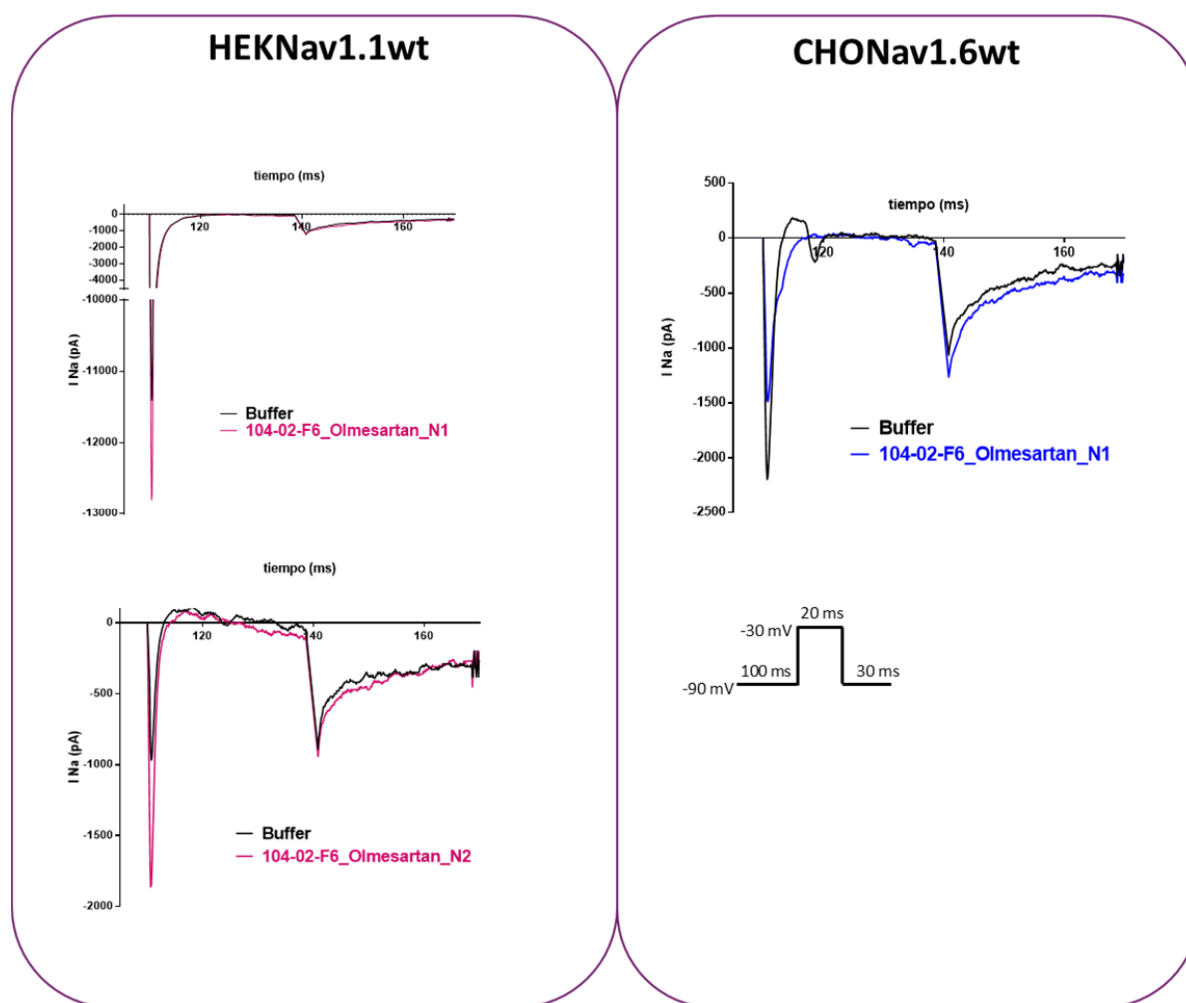 HEKNav1.1wt
tiempo (ms)
0
120
140
160
-1000
-2000
-3000
-4000
-10000
-11000
-12000
-13000
I Na (pA)
Buffer
104-02-F6_Olmesartan_N1
tiempo (ms)
0
120
140
160
-500
-1000
-1500
-2000
I Na (pA)
Buffer
104-02-F6_Olmesartan_N2
CHONav1.6wt
500
tiempo (ms)
0
120
140
160
-500
-1000
-1500
-2000
-2500
I Na (pA)
Buffer
104-02-F6_Olmesartan_N1
20 ms
-30 mV
100 ms
30 ms
-90 mV